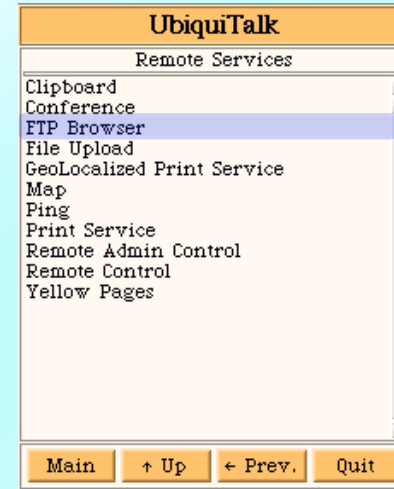 UbiquiTalk
Remote Services
Clipboard
Conference
FTP Browser
File Upload
GeoLocalized Print Service
Map
Ping
Print Service
Remote Admin Control
Remote Control
Yellow Pages
Main ↑ Up ← Prev. Quit